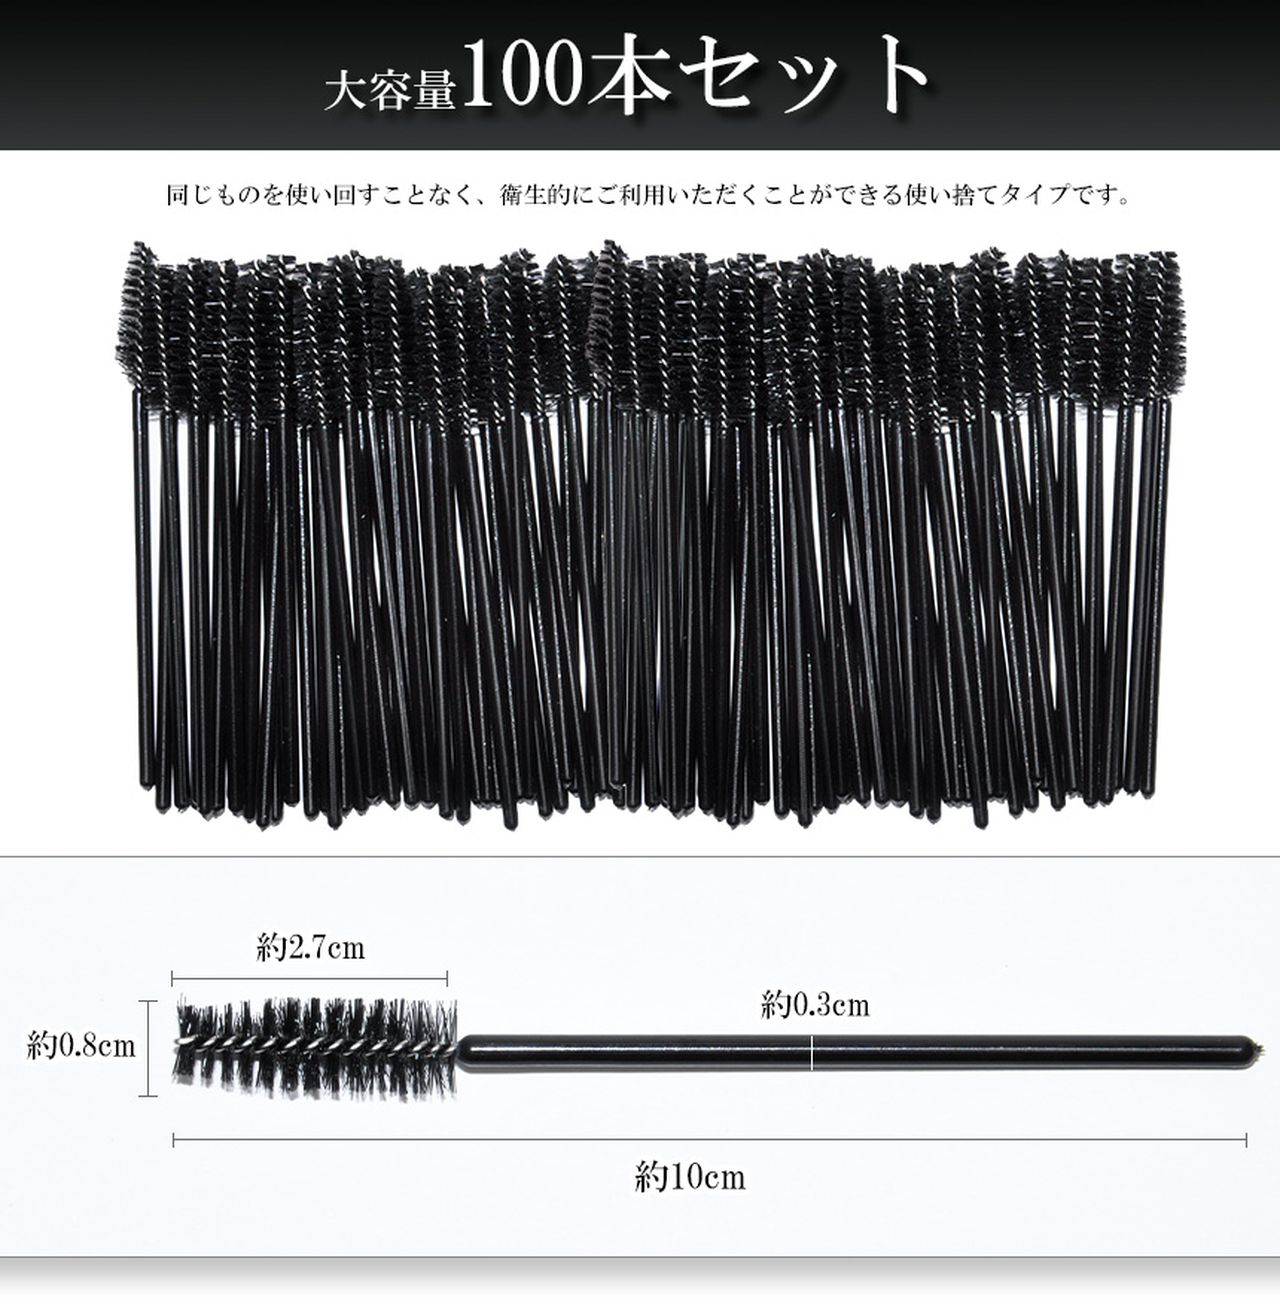 大容量100本セット
同じものを使い回すことなく、衛生的にご利用いただくことができる使い捨てタイプです。
約2.7cm
約0.3cm
約0.8cm
約10cm